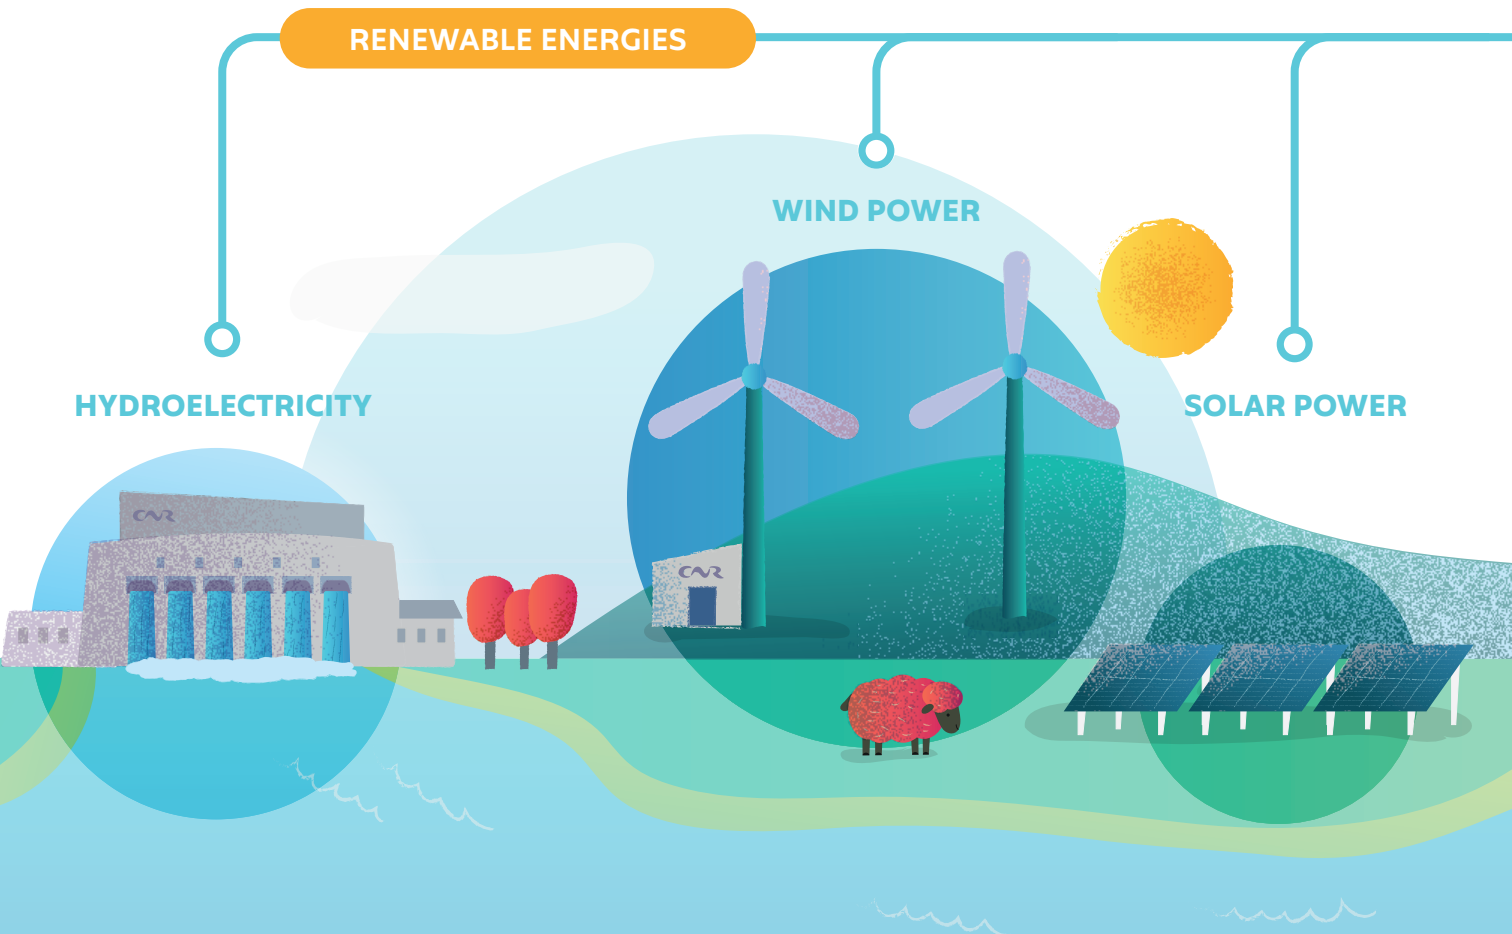 RENEWABLE ENERGIES
WIND POWER
HYDROELECTRICITY
SOLAR POWER
CNR
CNR